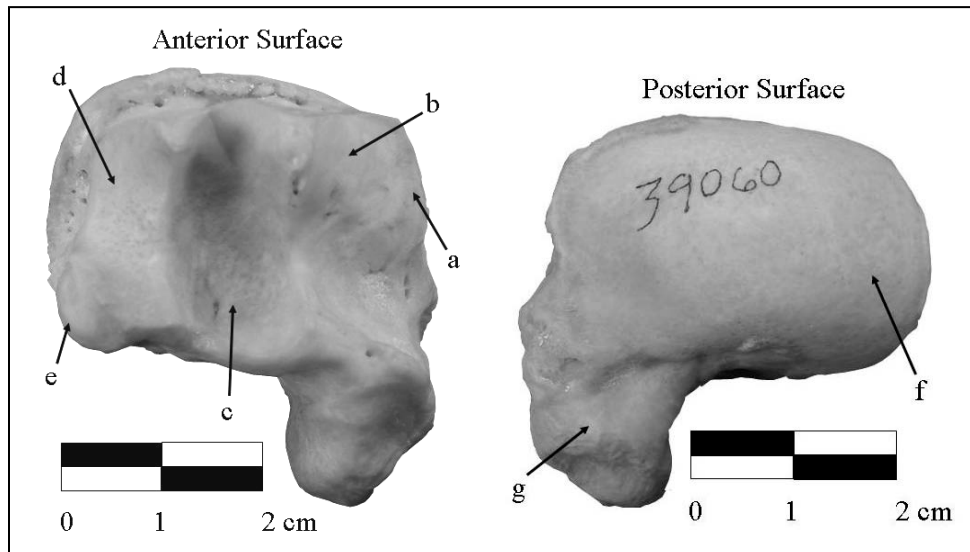 Anterior Surface
d
b
a
e
c
0 1 2 cm
Posterior Surface
39060
f
g
0 1 2 cm